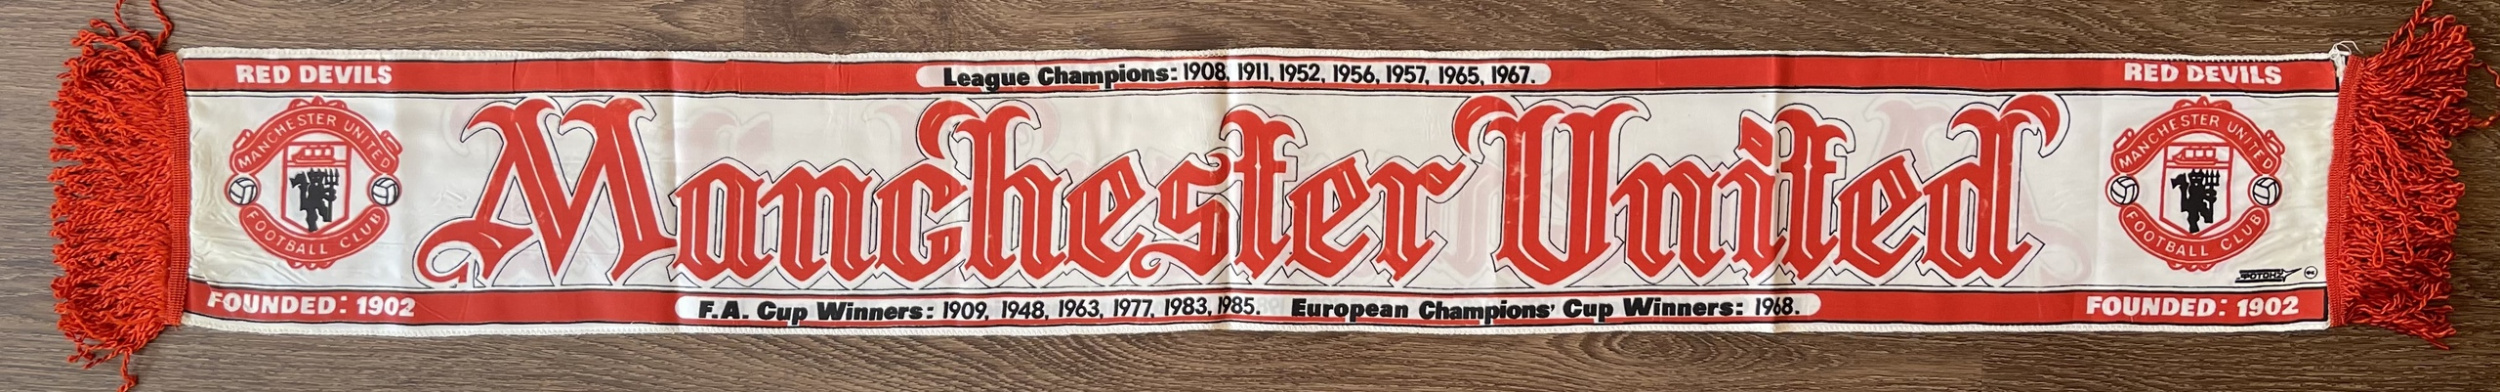 RED DEVILS
League Champions: 1908, 1911, 1952, 1956, 1957, 1965, 1967.
RED DEVILS
MANCHESTER UNITED
FOOTBALL CLUB
Manchester United
MANCHESTER UNITED
FOOTBALL CLUB
FOUNDED: 1902
F.A. Cup Winners: 1909, 1948, 1963, 1977, 1983, 1985. European Champions' Cup Winners: 1968.
FOUNDED: 1902